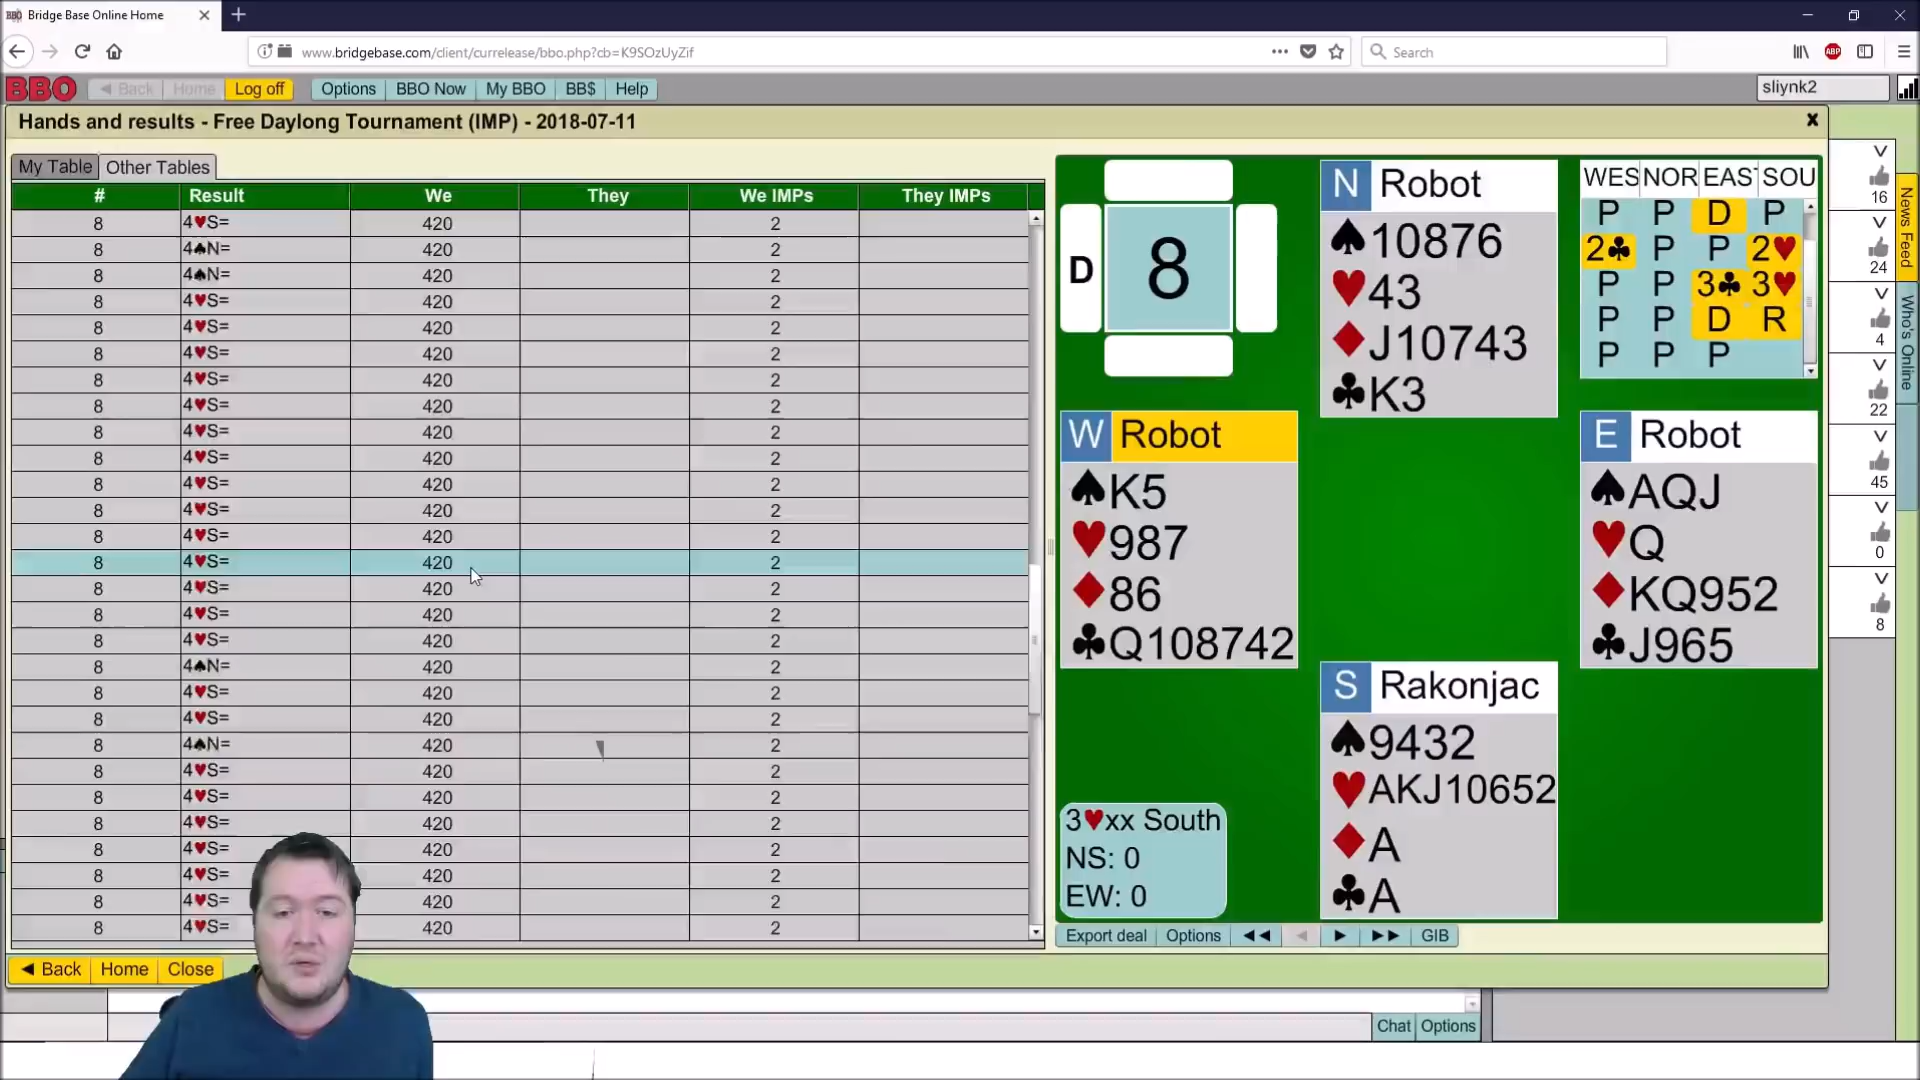 Bridge Base Online Home
www.bridgebase.com/client/currelease/bbo.php?cb=K9SOzUyZif
Search
ABP
BBO
Back
Home
Log off
Options
BBO Now
My BBO
BB$
Help
sliynk2
Hands and results - Free Daylong Tournament (IMP) - 2018-07-11
x
My Table
Other Tables
# Result We They We IMPs They IMPs
8 4♥S= 420 2
8 4♠N= 420 2
8 4♠N= 420 2
8 4♥S= 420 2
8 4♥S= 420 2
8 4♥S= 420 2
8 4♥S= 420 2
8 4♥S= 420 2
8 4♥S= 420 2
8 4♥S= 420 2
8 4♥S= 420 2
8 4♥S= 420 2
8 4♥S= 420 2
8 4♥S= 420 2
8 4♥S= 420 2
8 4♥S= 420 2
8 4♥S= 420 2
8 4♠N= 420 2
8 4♥S= 420 2
8 4♥S= 420 2
8 4♠N= 420 2
8 4♥S= 420 2
8 4♥S= 420 2
8 4♥S= 420 2
8 4♥S= 420 2
8 4♥S= 420 2
8 4♥S= 420 2
8 4♥S= 420 2
D
8
N Robot
♠10876
♥43
♦J10743
♣K3
WES NOR EAS SOU
P P D P
2♣ P P 2♥
P P 3♣ 3♥
P P D R
P P P
W Robot
♠K5
♥987
♦86
♣Q108742
E Robot
♠AQJ
♥Q
♦KQ952
♣J965
S Rakonjac
♠9432
♥AKJ10652
♦A
♣A
3♥xx South
NS: 0
EW: 0
Export deal
Options
GIB
Back
Home
Close
Chat
Options
16
24
4
22
45
0
8
News Feed
Who's Online